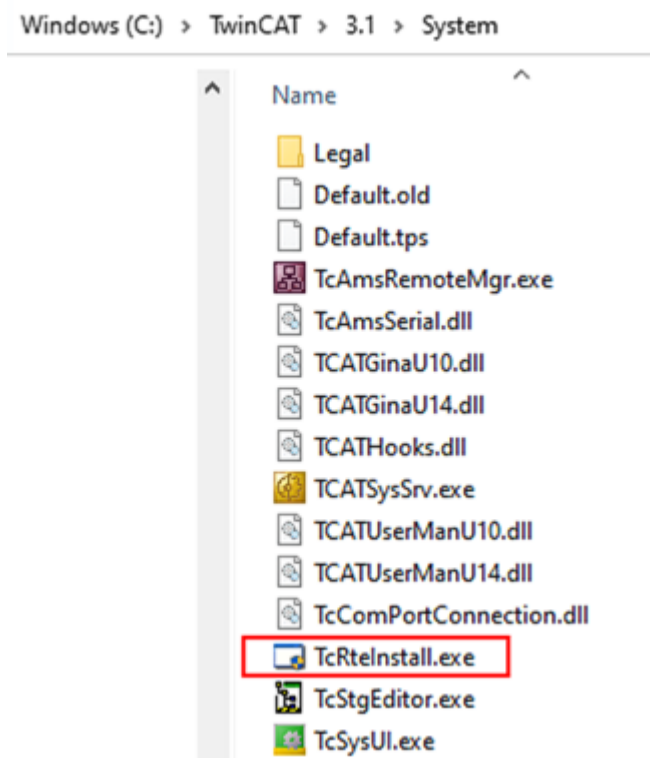 Windows (C:) > TwinCAT > 3.1 > System
Name
Legal
Default.old
Default.tps
TcAmsRemoteMgr.exe
TcAmsSerial.dll
TCATGinaU10.dll
TCATGinaU14.dll
TCATHooks.dll
TCATSysSrv.exe
TCATUserManU10.dll
TCATUserManU14.dll
TcComPortConnection.dll
TcRteInstall.exe
TcStgEditor.exe
TcSysUI.exe